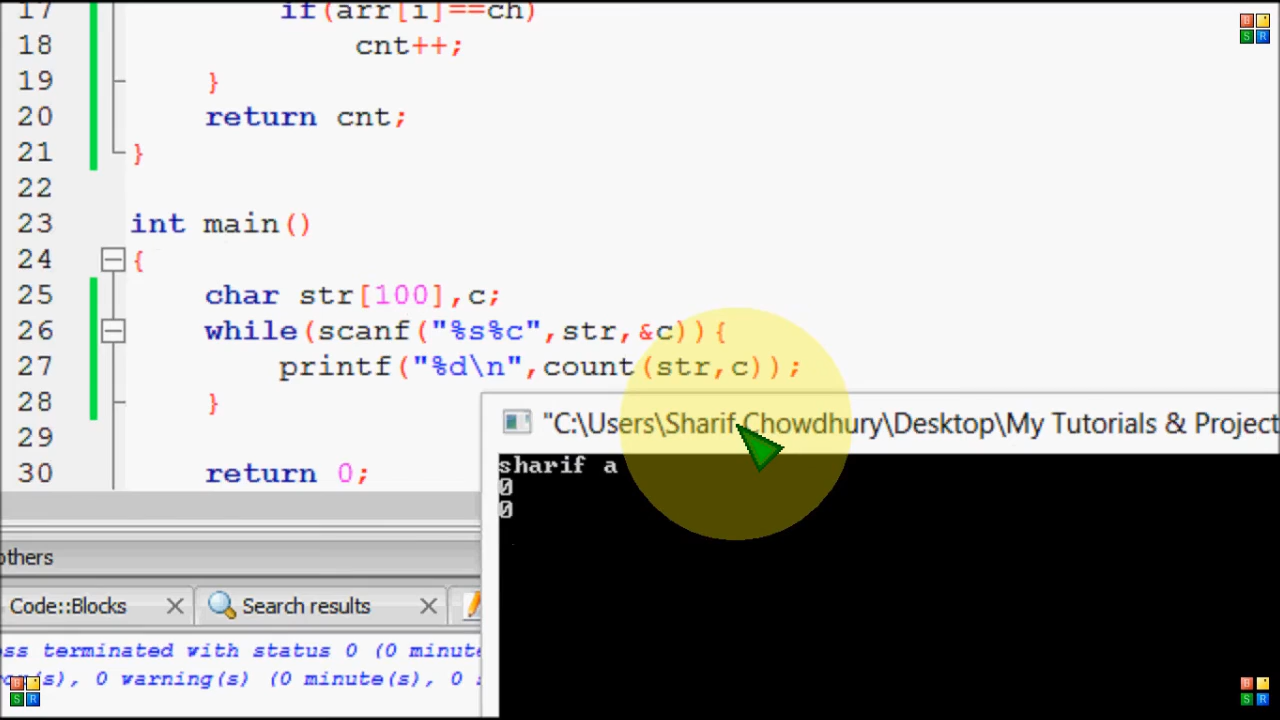 17 if(arr[i]==ch)
18 cnt++;
19 }
20 return cnt;
21 }
22
23 int main()
24 {
25 char str[100],c;
26 while(scanf("%s%c",str,&c)){
27 printf("%d\n",count(str,c));
28 }
29
30 return 0;
"C:\Users\Sharif Chowdhury\Desktop\My Tutorials & Project
sharif a
0
0
others
Code::Blocks
Search results
ss terminated with status 0 (0 minute
(s), 0 warning(s) (0 minute(s), 0 s
B
S R
B
S R
B
S R